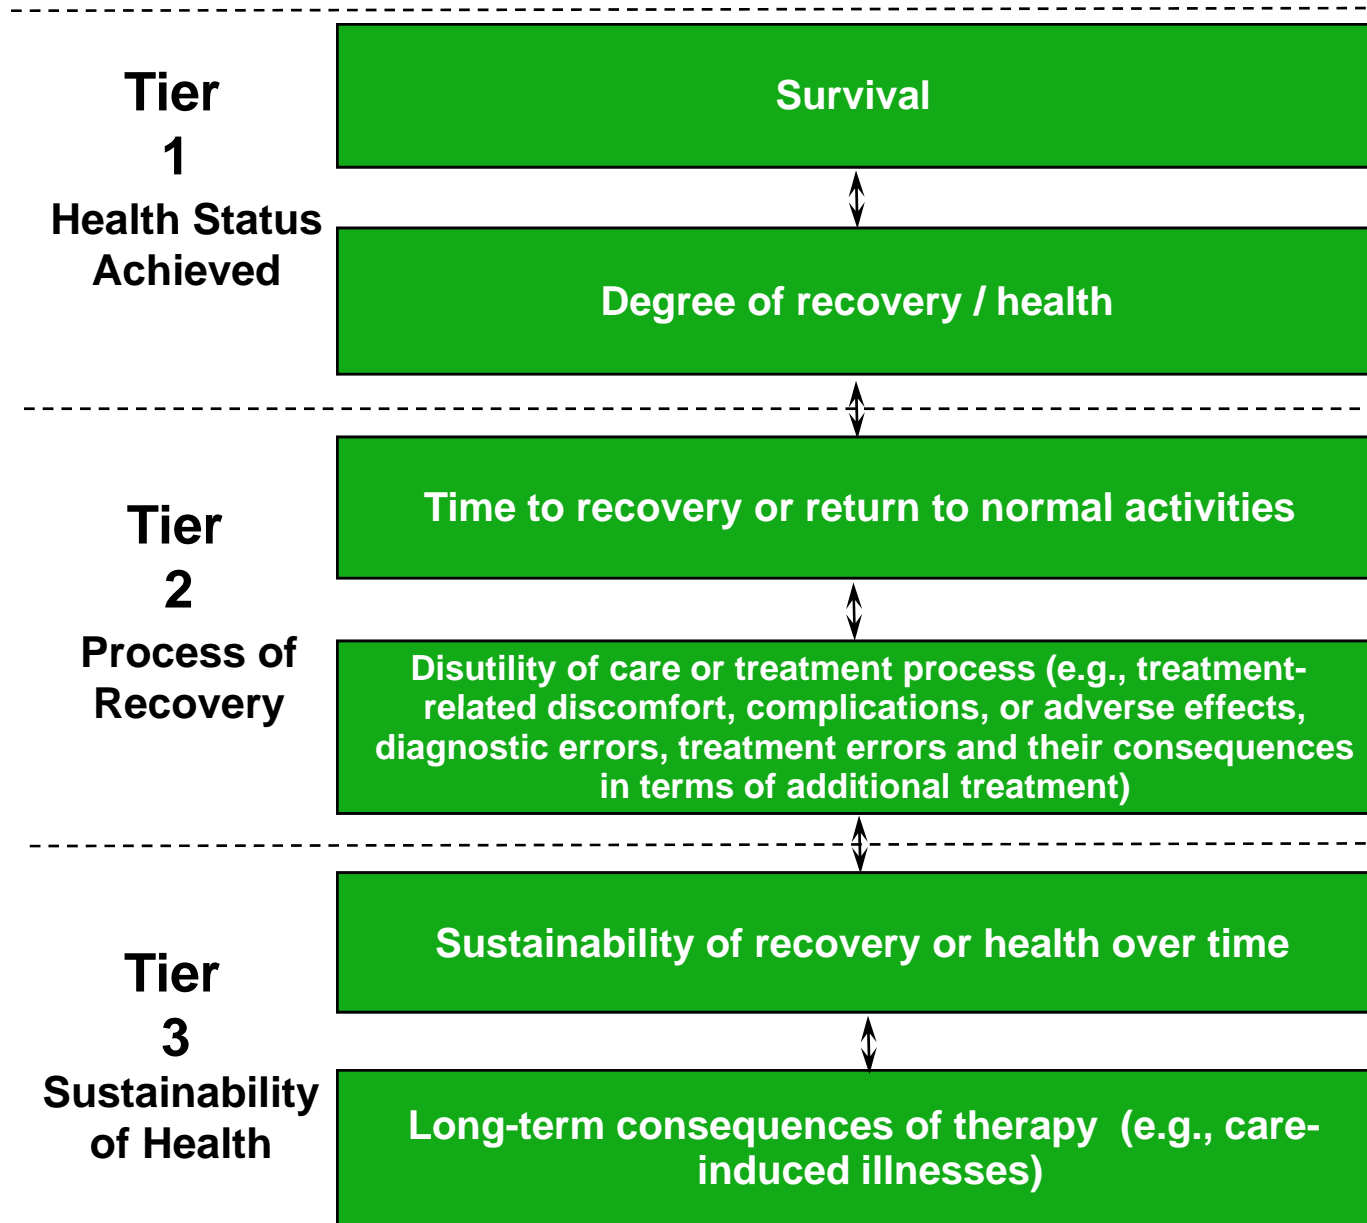 Tier
1
Health Status
Achieved
Survival
Degree of recovery / health
Tier
2
Process of
Recovery
Time to recovery or return to normal activities
Disutility of care or treatment process (e.g., treatment-
related discomfort, complications, or adverse effects,
diagnostic errors, treatment errors and their consequences
in terms of additional treatment)
Tier
3
Sustainability
of Health
Sustainability of recovery or health over time
Long-term consequences of therapy  (e.g., care-
induced illnesses)